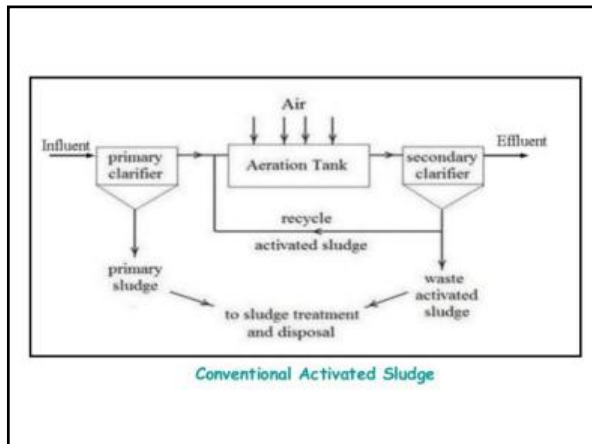 Air
Influent
primary
clarifier
Aeration Tank
secondary
clarifier
Effluent
recycle
activated sludge
primary
sludge
waste
activated
sludge
to sludge treatment
and disposal
Conventional Activated Sludge